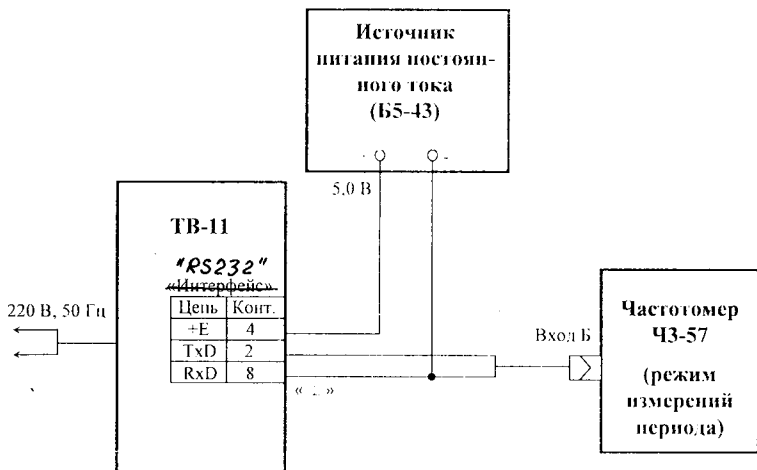 Источник
питания постоян-
ного тока
(Б5-43)
5,0 В
ТВ-11
"RS232"
«Интерфейс»
Цепь Конт.
+E 4
TxD 2
RxD 8
220 В, 50 Гц
Вход Б
Частотомер
ЧЗ-57
(режим
измерений
периода)